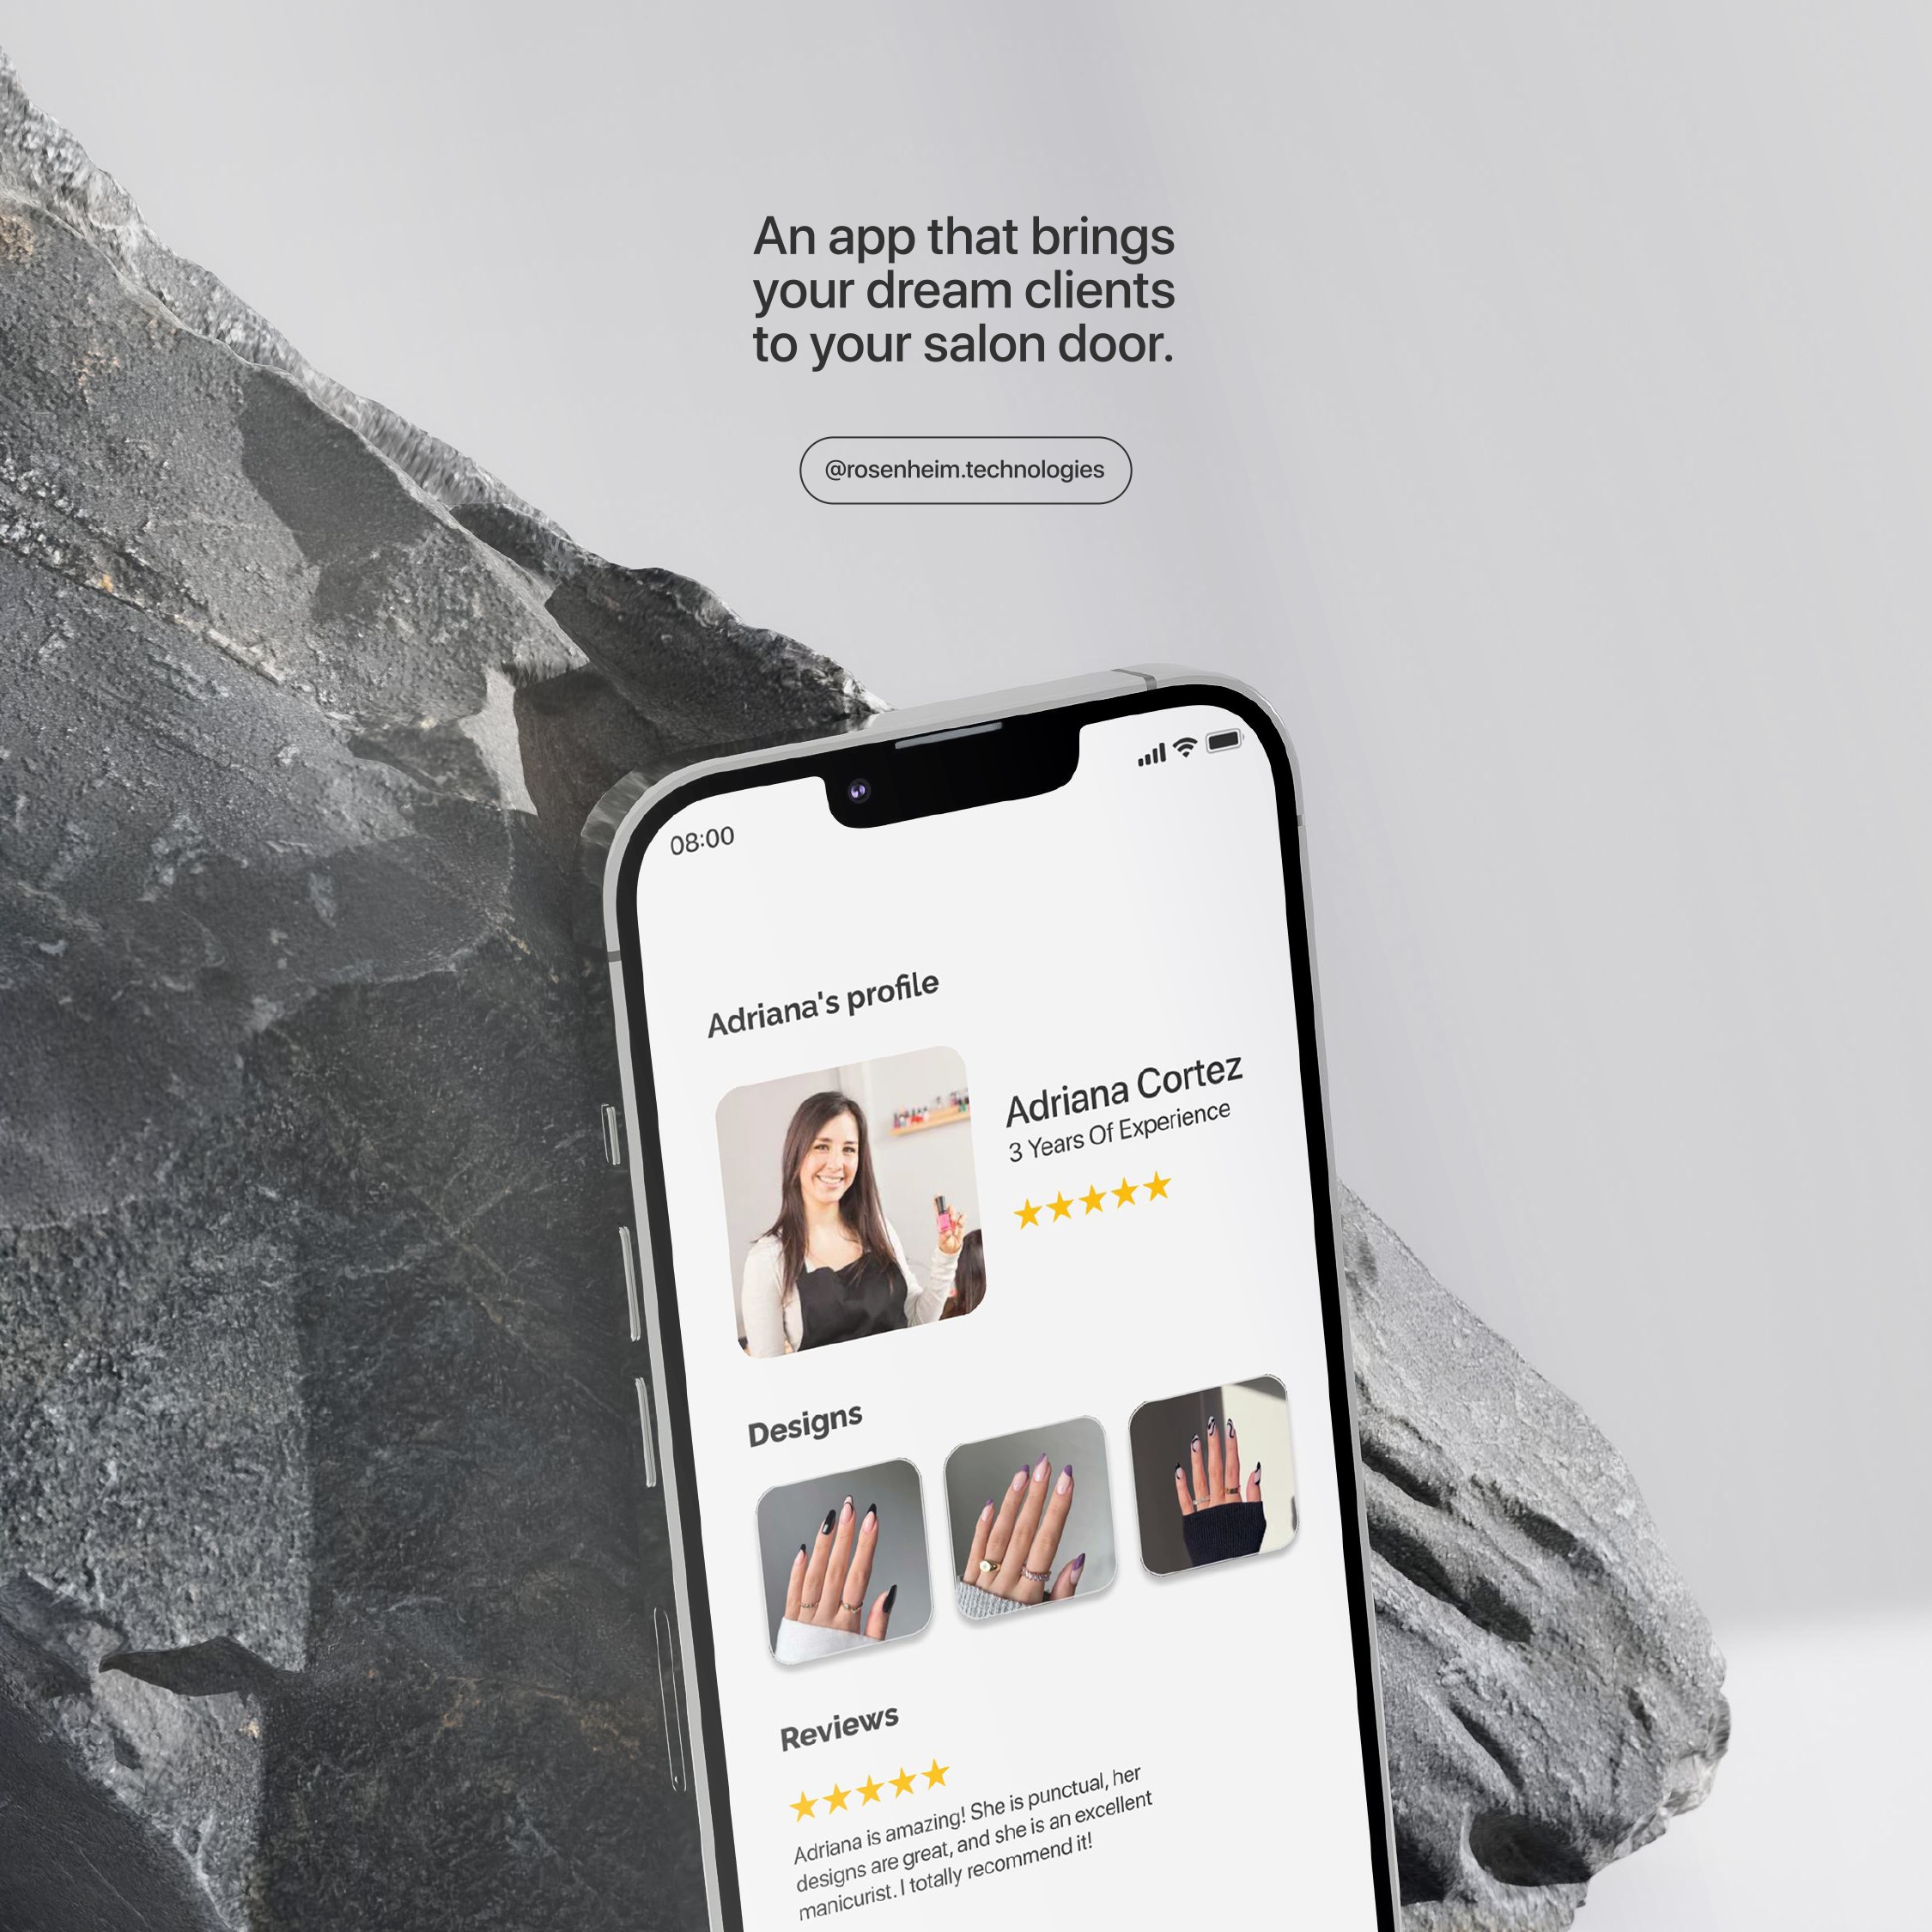 An app that brings
your dream clients
to your salon door.
@rosenheim.technologies
08:00
Adriana's profile
Adriana Cortez
3 Years Of Experience
Designs
Reviews
Adriana is amazing! She is punctual, her
designs are great, and she is an excellent
manicurist. I totally recommend it!